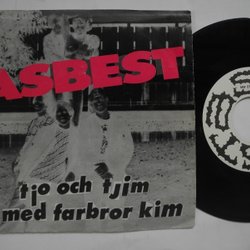 ASBEST
tjo och tjim
med farbror kim